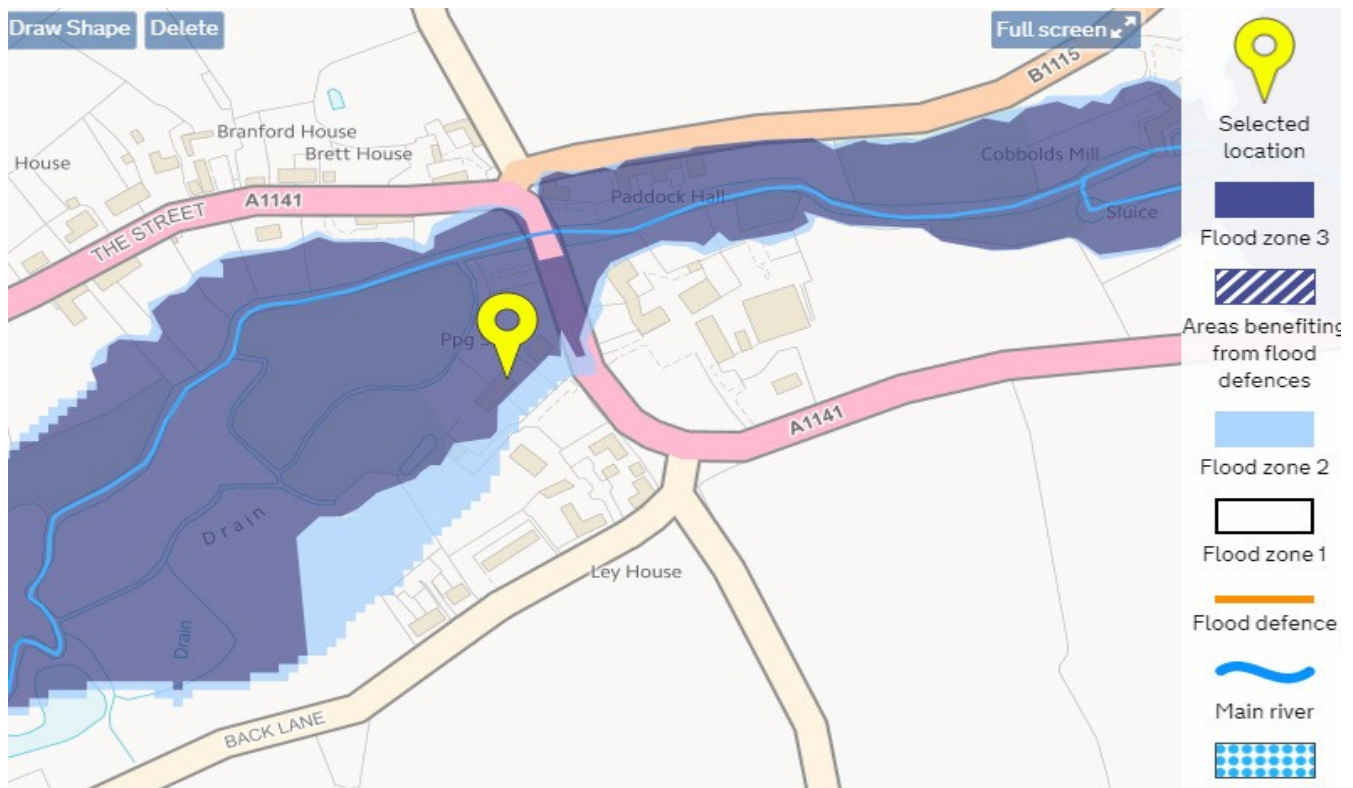 Draw Shape
Delete
Full screen
B1115
Branford House
Brett House
House
Cobbolds Mill
A1141
Paddock Hall
THE STREET
Sluice
Ppg
A1141
Drain
Ley House
Drain
BACK LANE
Selected
location
Flood zone 3
Areas benefiting
from flood
defences
Flood zone 2
Flood zone 1
Flood defence
Main river